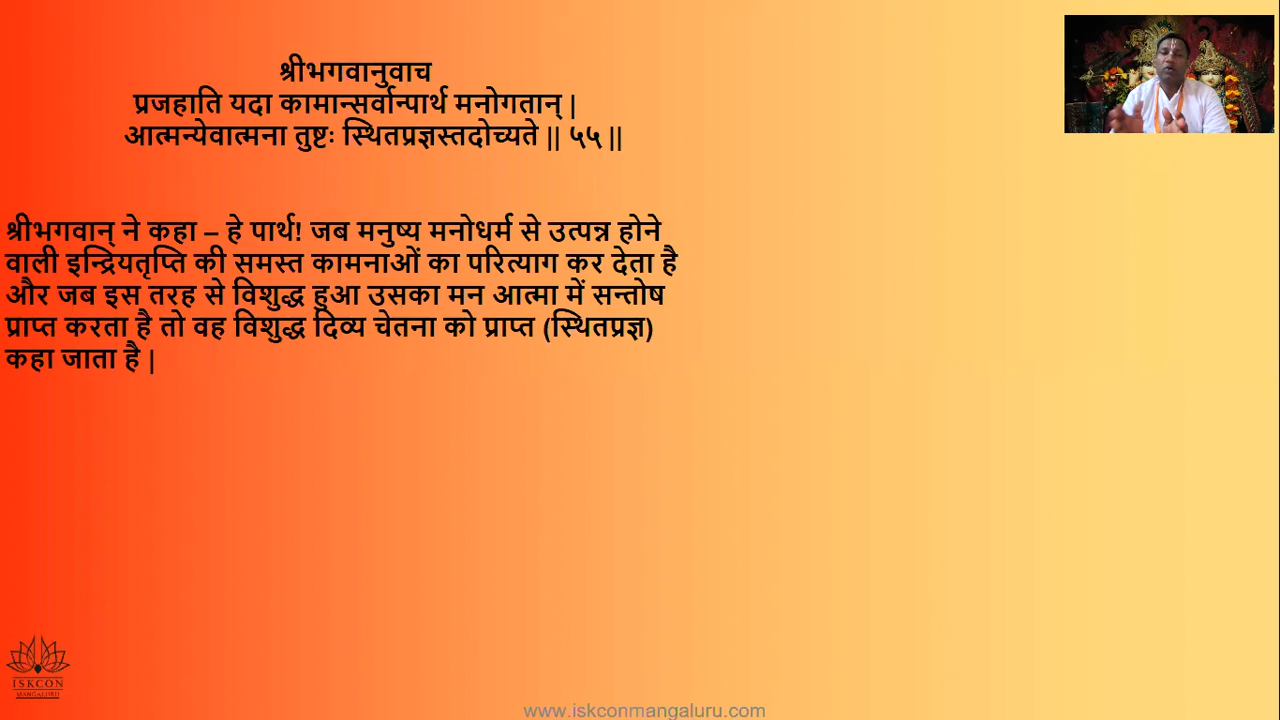 श्रीभगवानुवाच
प्रजहाति यदा कामान्सर्वान्पार्थ मनोगतान् |
आत्मन्येवात्मना तुष्टः स्थितप्रज्ञस्तदोच्यते || ५५ ||
श्रीभगवान् ने कहा – हे पार्थ! जब मनुष्य मनोधर्म से उत्पन्न होने
वाली इन्द्रियतृप्ति की समस्त कामनाओं का परित्याग कर देता है
और जब इस तरह से विशुद्ध हुआ उसका मन आत्मा में सन्तोष
प्राप्त करता है तो वह विशुद्ध दिव्य चेतना को प्राप्त (स्थितप्रज्ञ)
कहा जाता है |
ISKCON
MANGALURU
www.iskconmangaluru.com